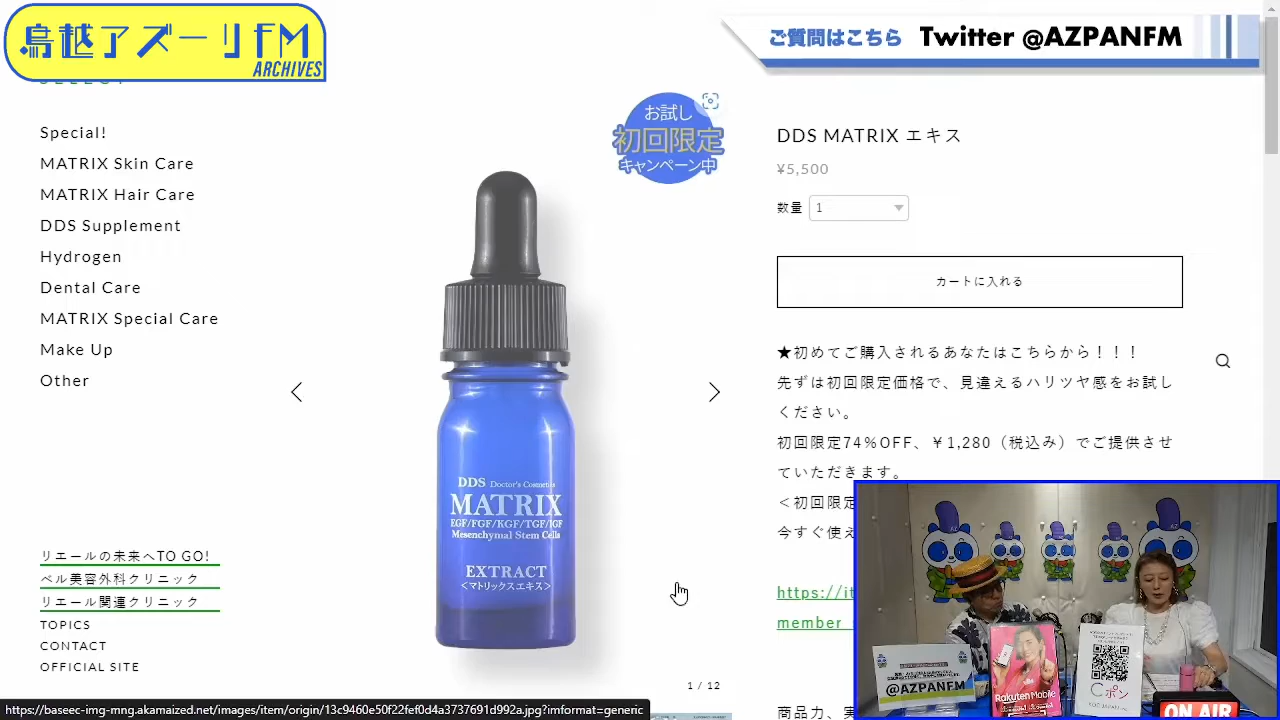 鳥越アズーリFM
ARCHIVES
ご質問はこちら Twitter @AZPANFM
Special!
MATRIX Skin Care
MATRIX Hair Care
DDS Supplement
Hydrogen
Dental Care
MATRIX Special Care
Make Up
Other
リエールの未来へTO GO!
ベル美容外科クリニック
リエール関連クリニック
TOPICS
CONTACT
OFFICIAL SITE
お試し
初回限定
キャンペーン中
DDS Doctor's Cosmetics
MATRIX
EGF/FGF/KGF/TGF/IGF
Mesenchymal Stem Cells
EXTRACT
<マトリックスエキス>
1 / 12
DDS MATRIX エキス
¥5,500
数量 1
カートに入れる
★初めてご購入されるあなたはこちらから！！！
先ずは初回限定価格で、見違えるハリツヤ感をお試し
ください。
初回限定74%OFF、￥1,280（税込み）でご提供させ
ていただきます。
＜初回限定
今すぐ使え
https://it
member
商品力、実
@AZPANFM
Rakuten Mobile
Cポン
ON AIR
https://baseec-img-mng.akamaized.net/images/item/origin/13c9460e50f22fef0d4a3737691d992a.jpg?imformat=generic